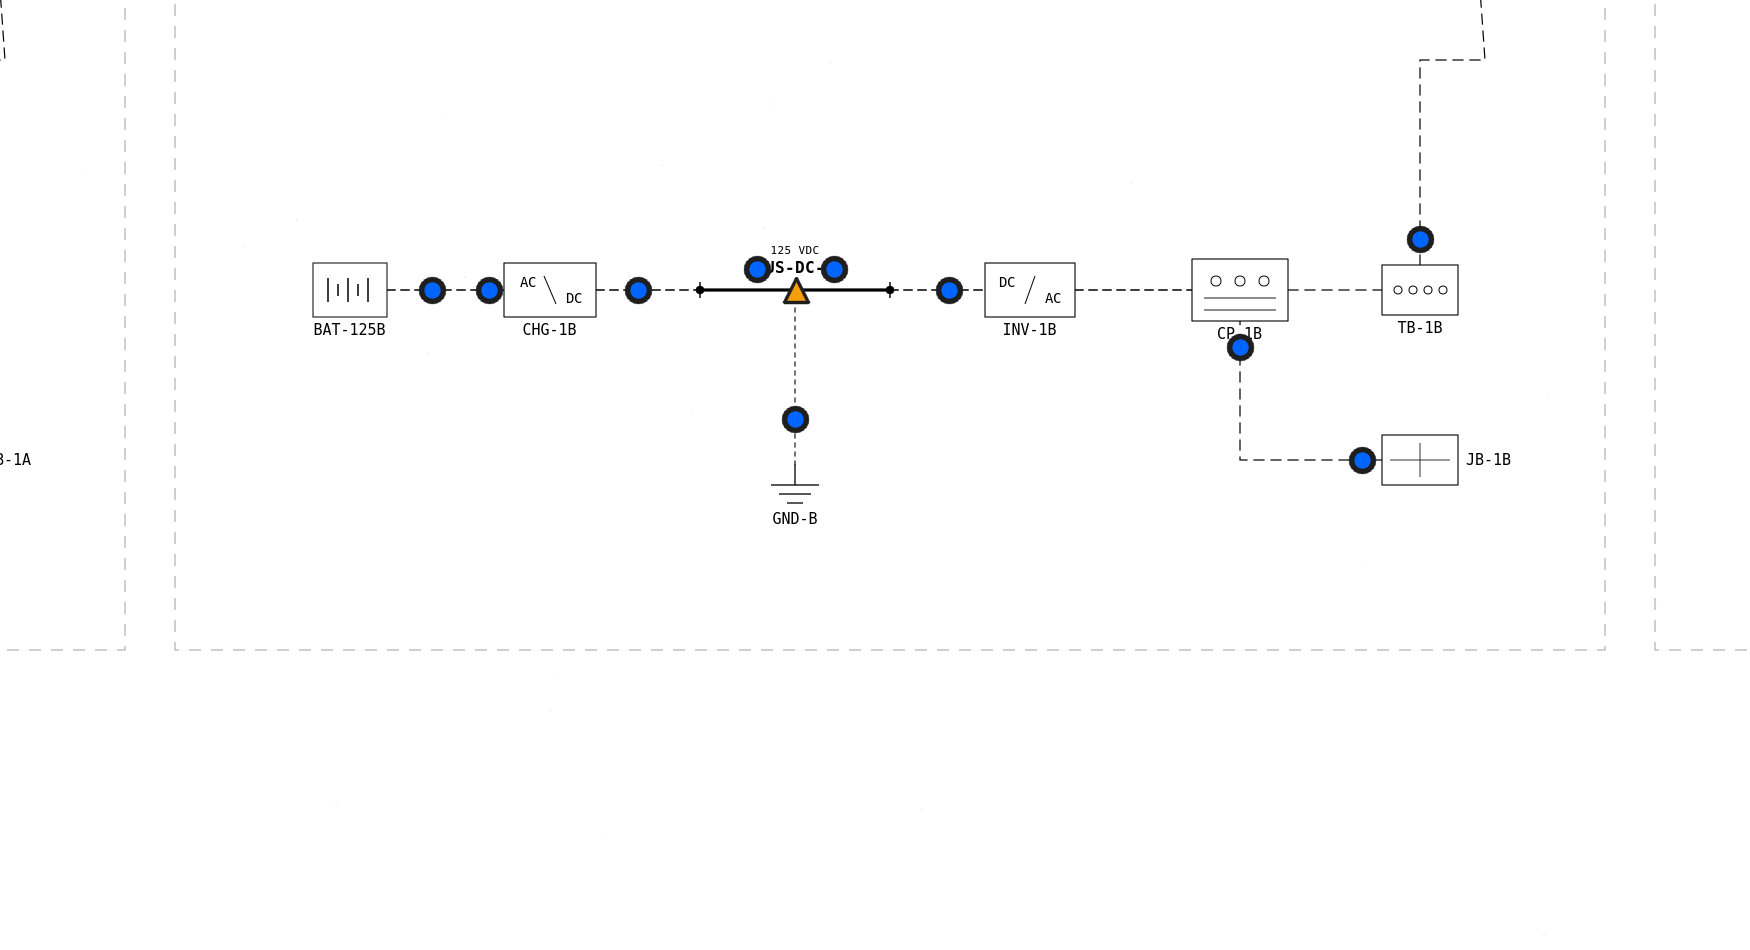 125 VDC
AC
DC
DC
AC
BAT-125B
CHG-1B
INV-1B
TB-1B
JB-1B
GND-B